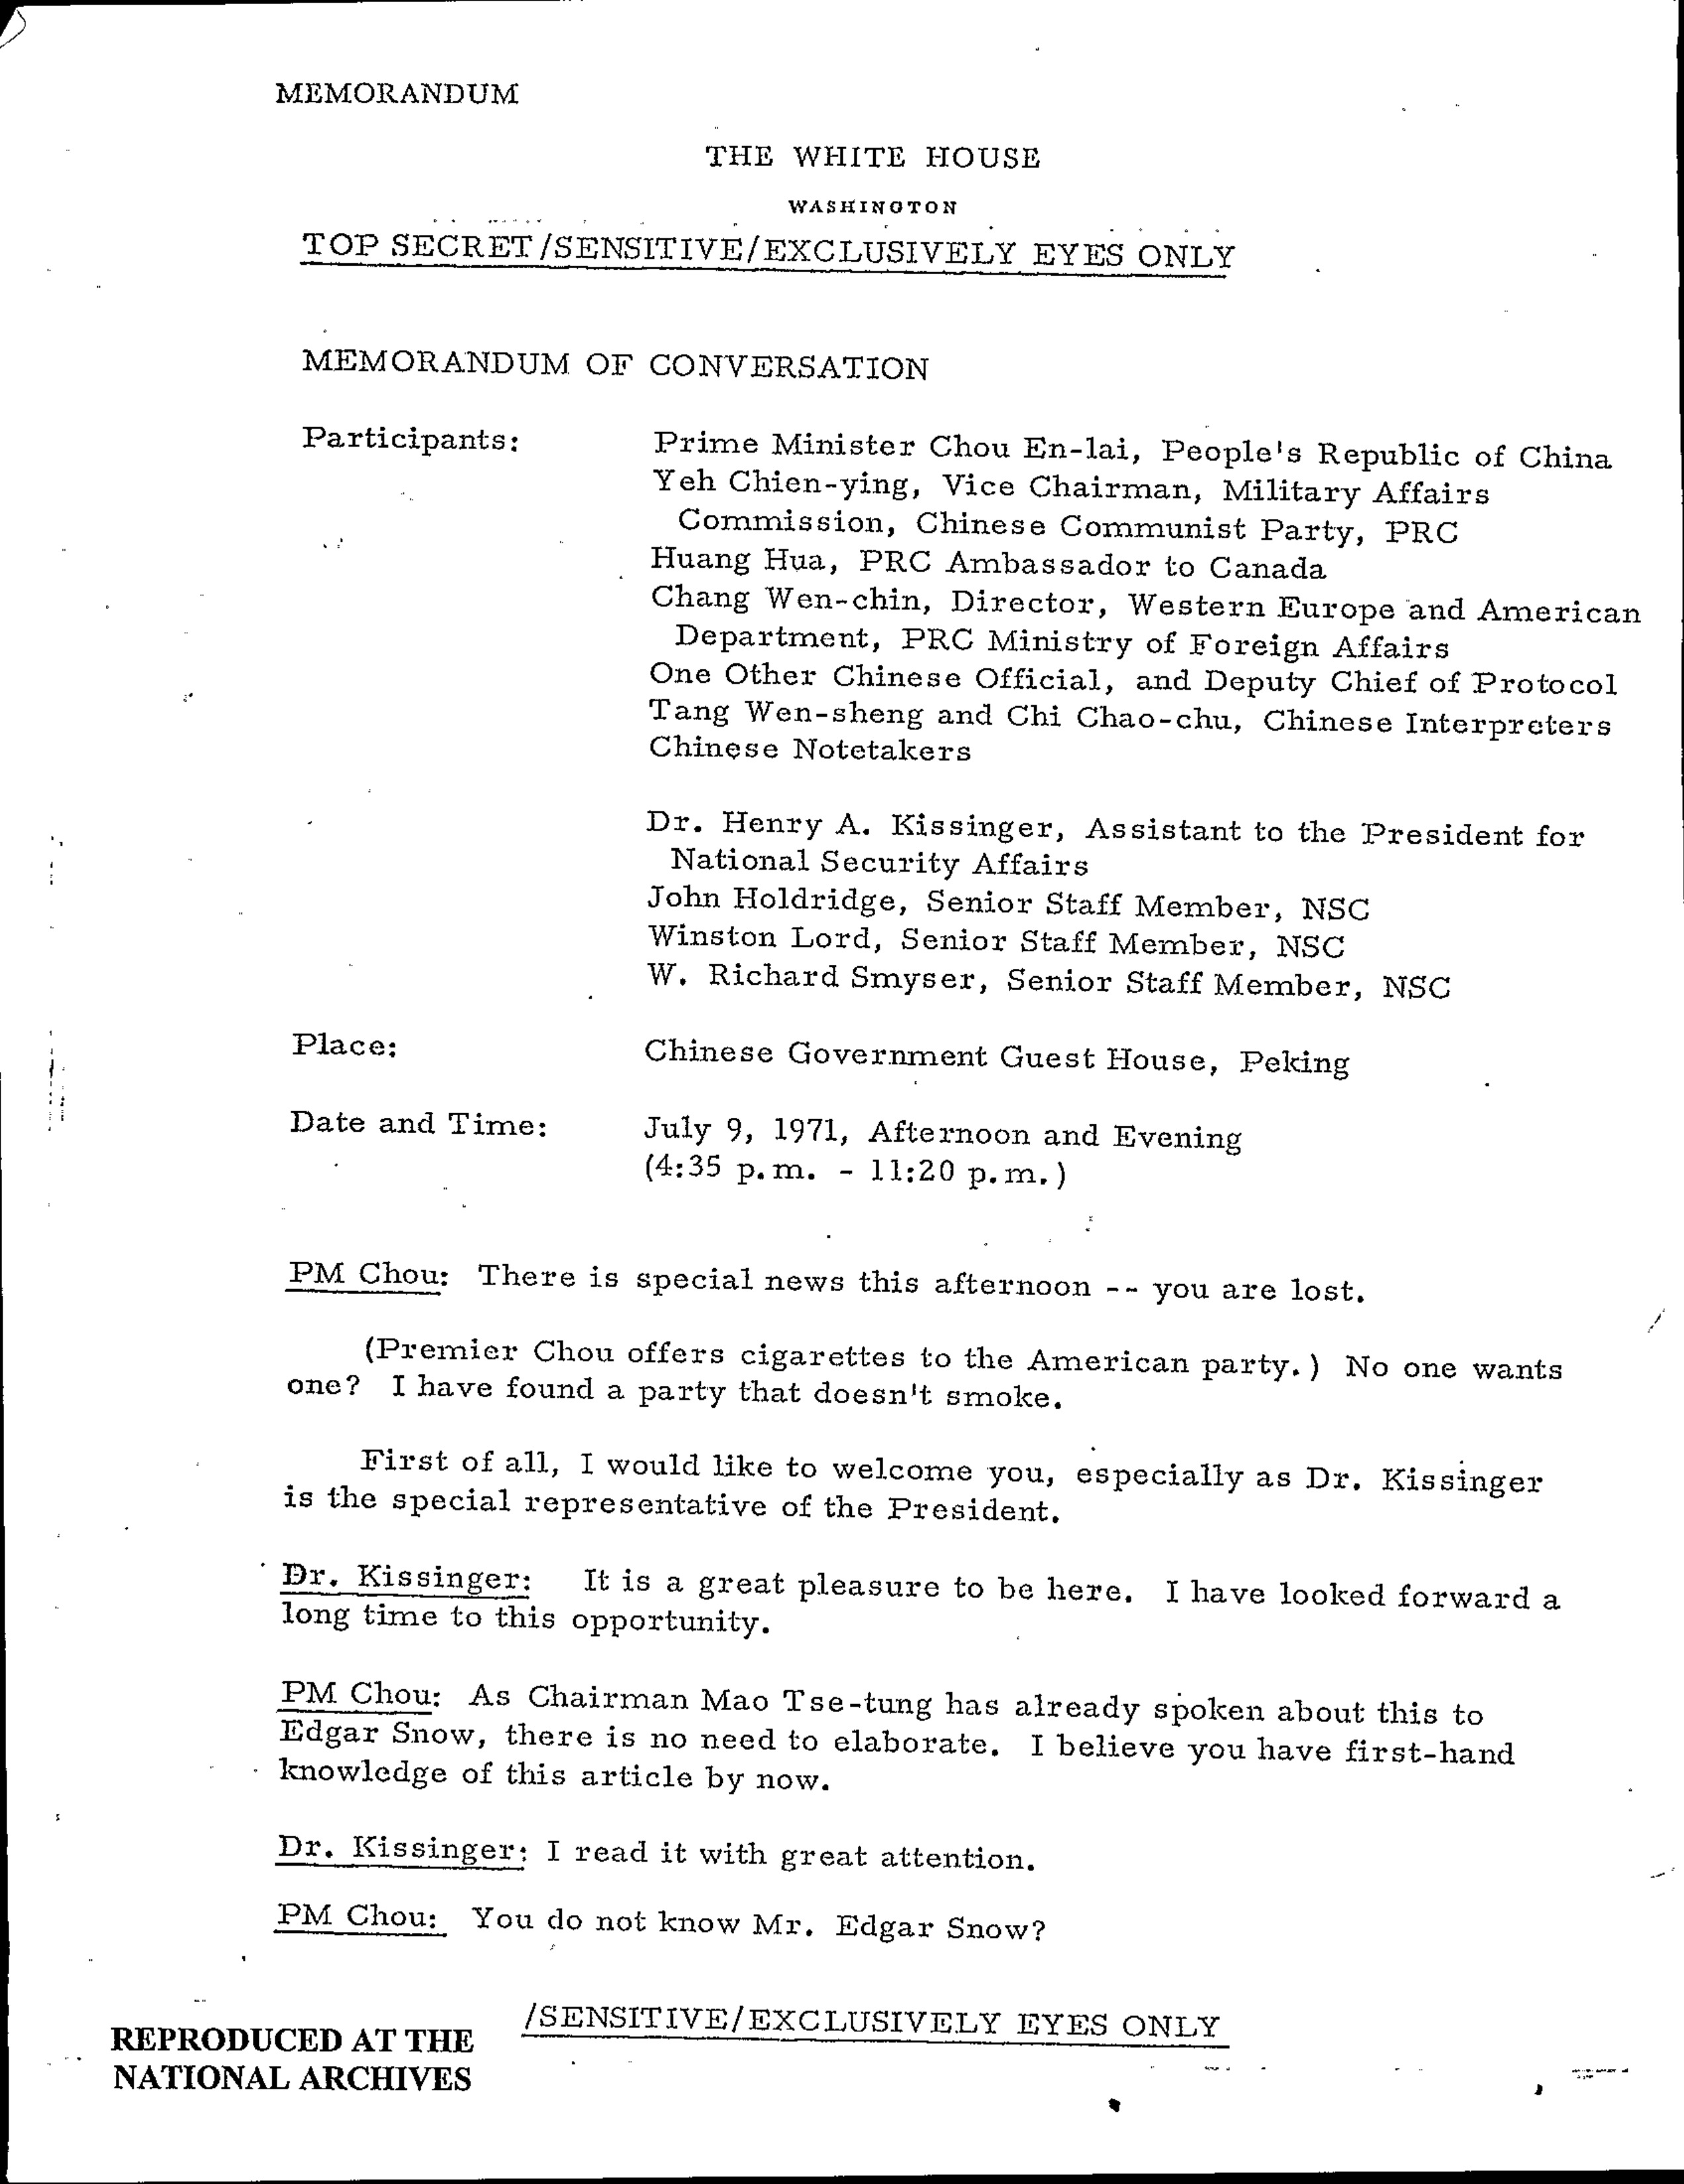 MEMORANDUM
THE WHITE HOUSE
WASHINGTON
TOP SECRET/SENSITIVE/EXCLUSIVELY EYES ONLY
MEMORANDUM OF CONVERSATION
Participants: Prime Minister Chou En-lai, People's Republic of China
Yeh Chien-ying, Vice Chairman, Military Affairs
Commission, Chinese Communist Party, PRC
Huang Hua, PRC Ambassador to Canada
Chang Wen-chin, Director, Western Europe and American
Department, PRC Ministry of Foreign Affairs
One Other Chinese Official, and Deputy Chief of Protocol
Tang Wen-sheng and Chi Chao-chu, Chinese Interpreters
Chinese Notetakers
Dr. Henry A. Kissinger, Assistant to the President for
National Security Affairs
John Holdridge, Senior Staff Member, NSC
Winston Lord, Senior Staff Member, NSC
W. Richard Smyser, Senior Staff Member, NSC
Place: Chinese Government Guest House, Peking
Date and Time: July 9, 1971, Afternoon and Evening
(4:35 p.m. - 11:20 p.m.)
PM Chou: There is special news this afternoon -- you are lost.
(Premier Chou offers cigarettes to the American party.) No one wants
one? I have found a party that doesn't smoke.
First of all, I would like to welcome you, especially as Dr. Kissinger
is the special representative of the President.
Dr. Kissinger: It is a great pleasure to be here. I have looked forward a
long time to this opportunity.
PM Chou: As Chairman Mao Tse-tung has already spoken about this to
Edgar Snow, there is no need to elaborate. I believe you have first-hand
knowledge of this article by now.
Dr. Kissinger: I read it with great attention.
PM Chou: You do not know Mr. Edgar Snow?
/SENSITIVE/EXCLUSIVELY EYES ONLY
REPRODUCED AT THE
NATIONAL ARCHIVES